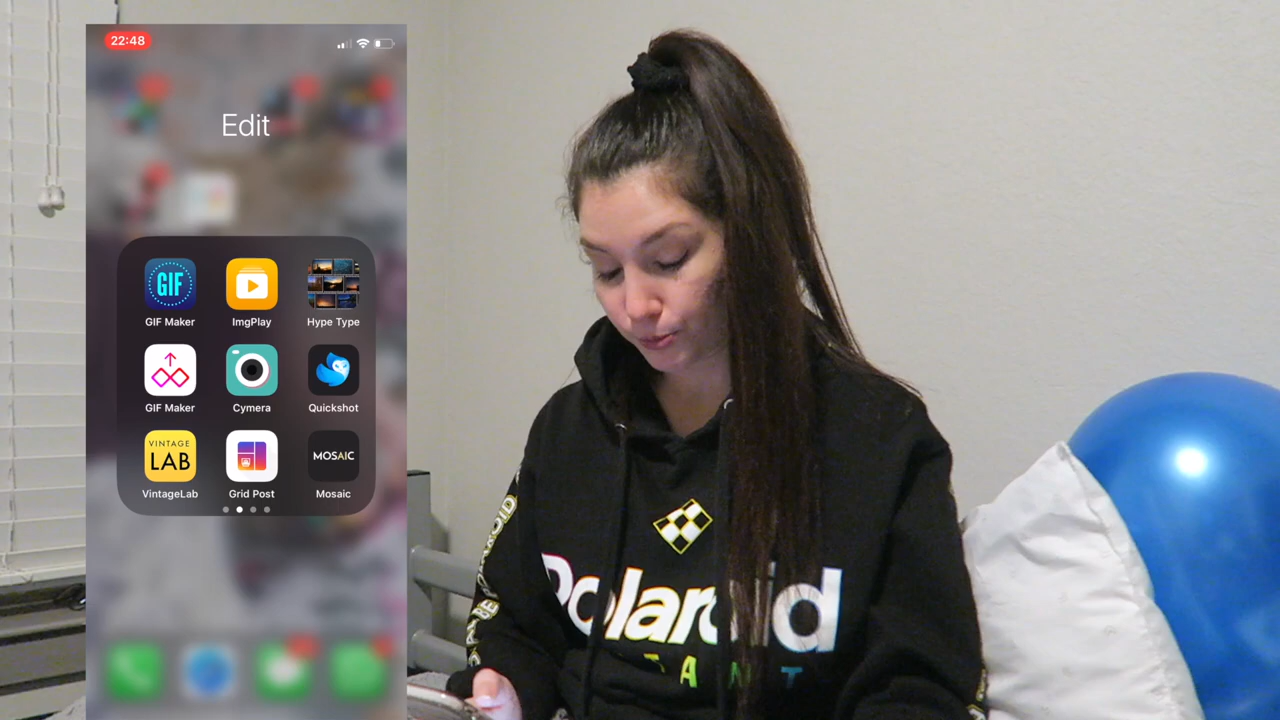 22:48
Edit
GIF
GIF Maker
ImgPlay
Hype Type
GIF Maker
Cymera
Quickshot
VINTAGE
LAB
MOSAIC
VintageLab
Grid Post
Mosaic
Polaroid